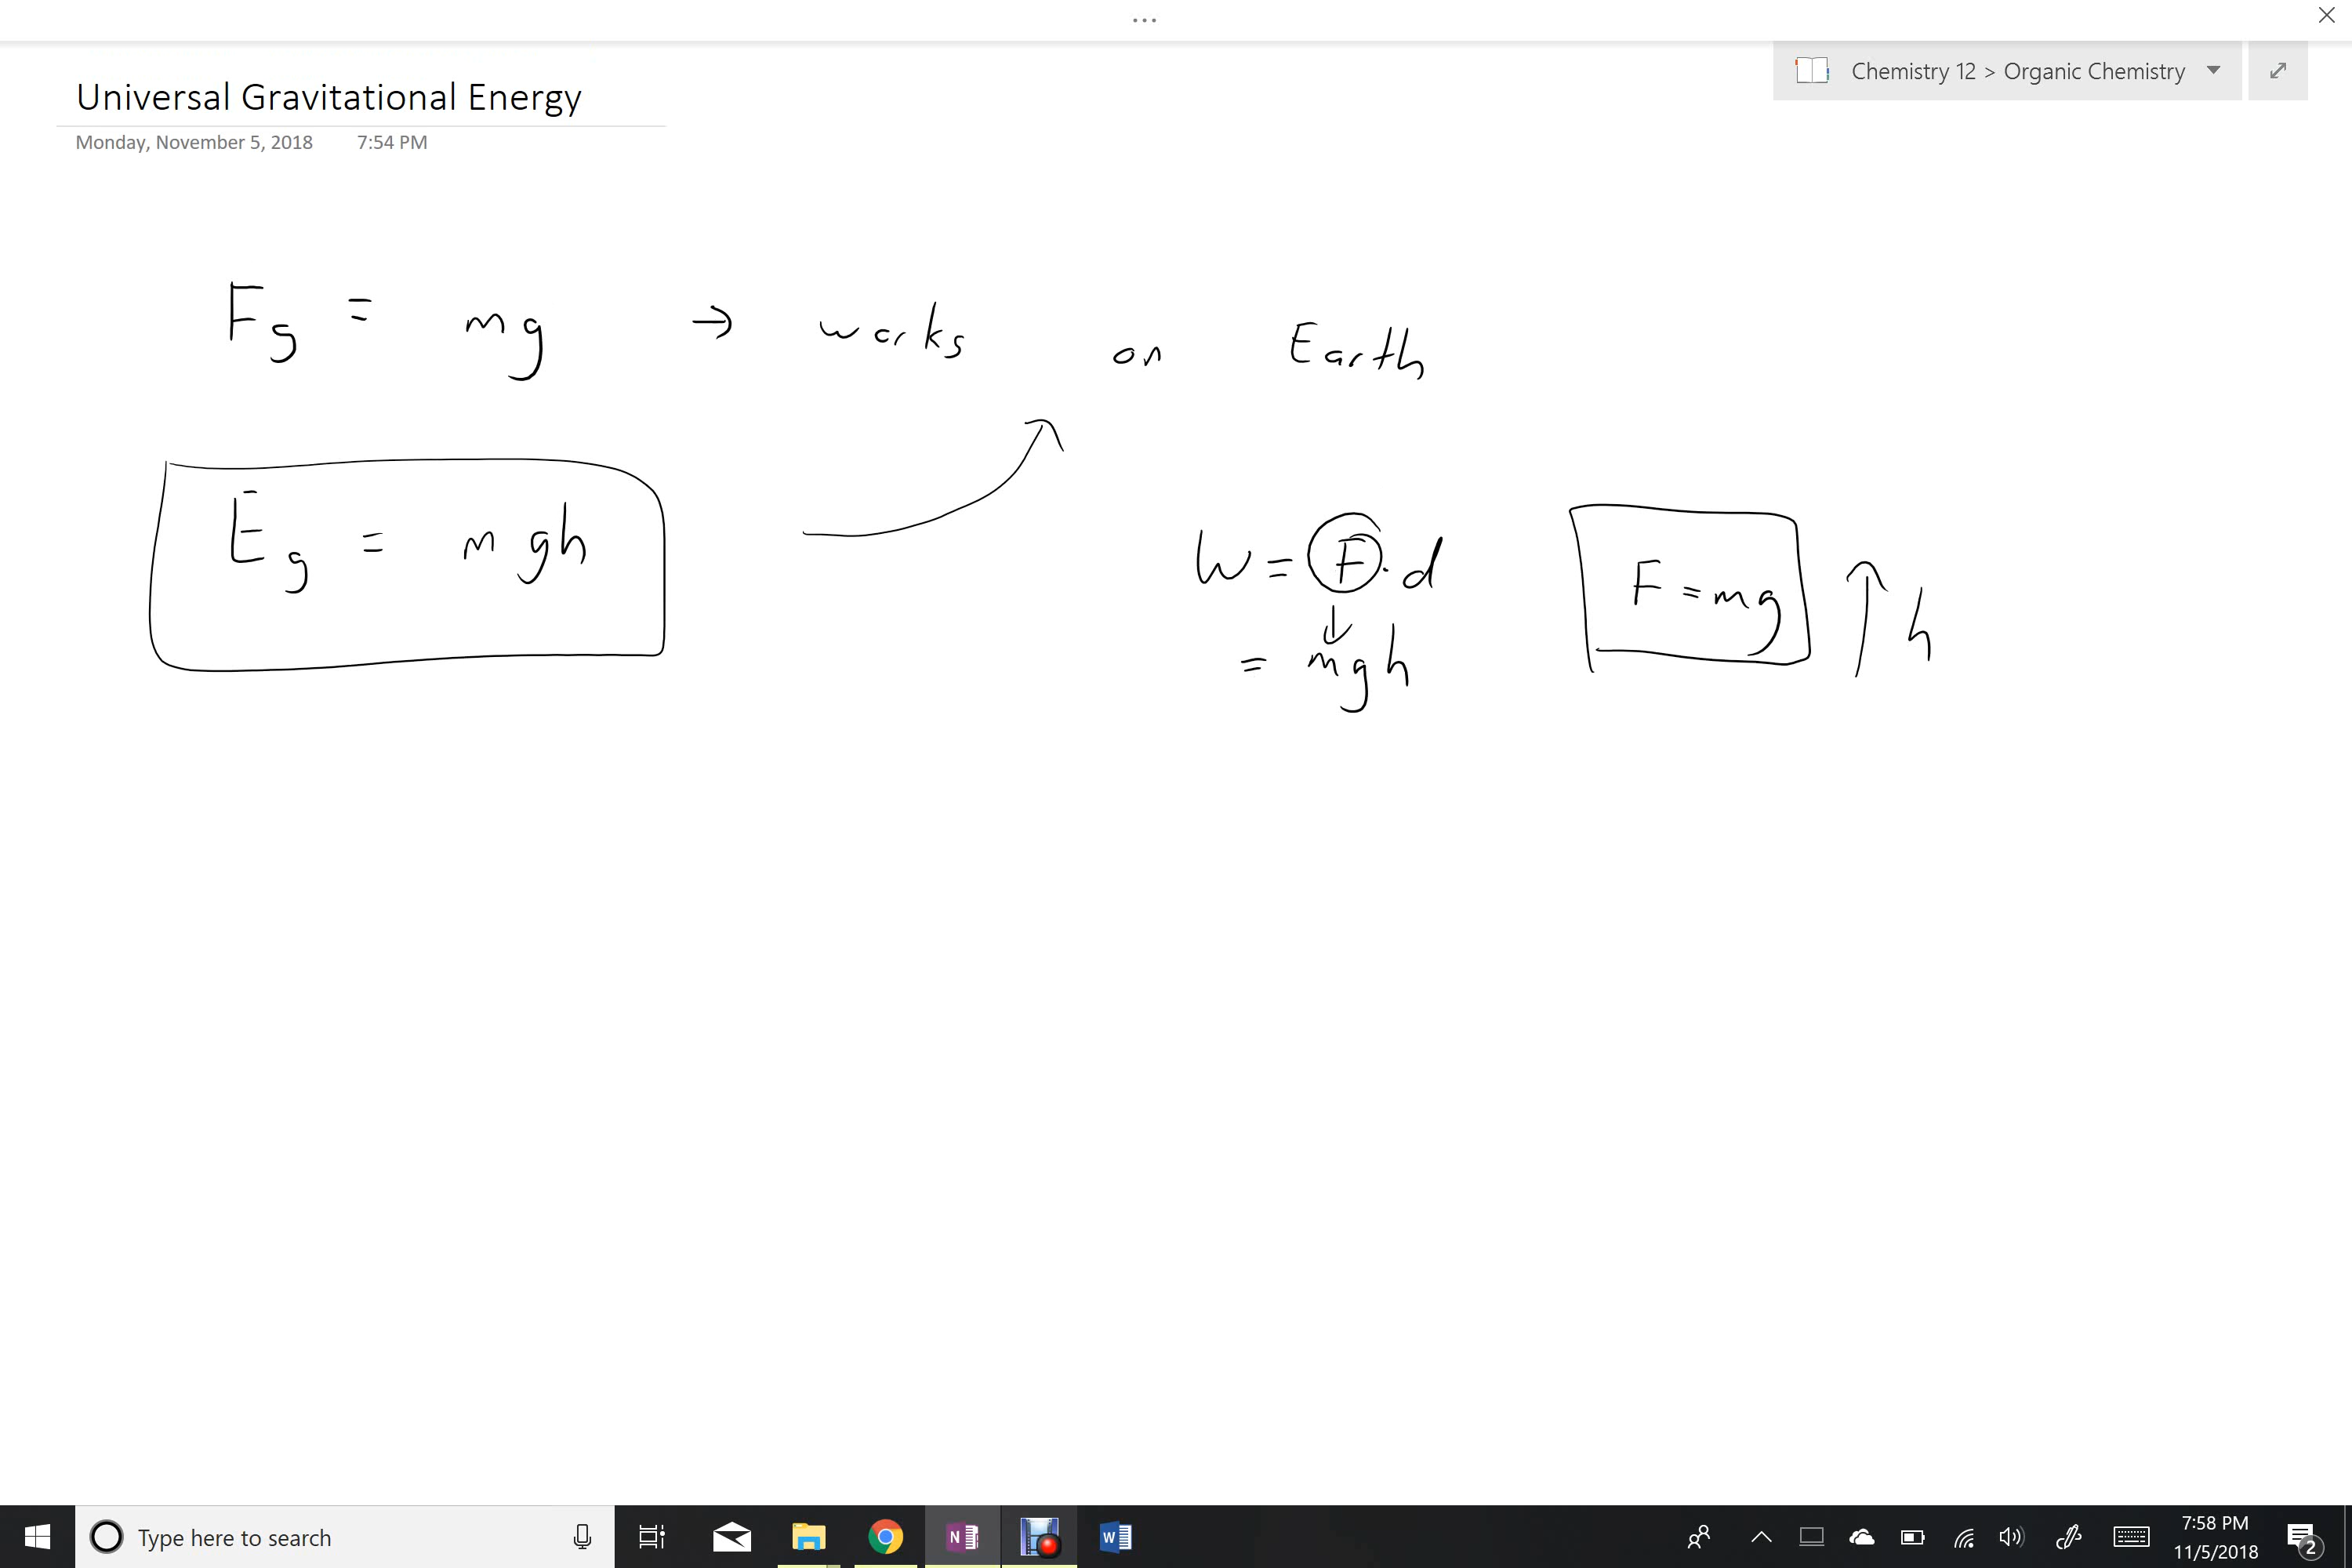 ...
Chemistry 12 > Organic Chemistry
Universal Gravitational Energy
Monday, November 5, 2018 7:54 PM
Fg = mg → works on Earth
Eg = mgh
W = F · d
↓
= mgh
F = mg
↑ h
Type here to search
N
W
7:58 PM
11/5/2018
2